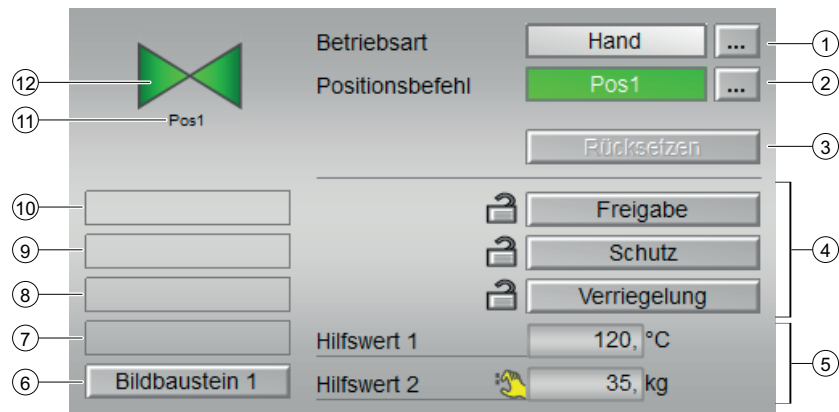 Betriebsart Hand ... 1
12 Positionsbefehl Pos1 ... 2
11 Pos1
Rücksetzen 3
10 Freigabe
9 Schutz 4
8 Verriegelung
7 Hilfswert 1 120, °C
5
6 Bildbaustein 1 Hilfswert 2 35, kg